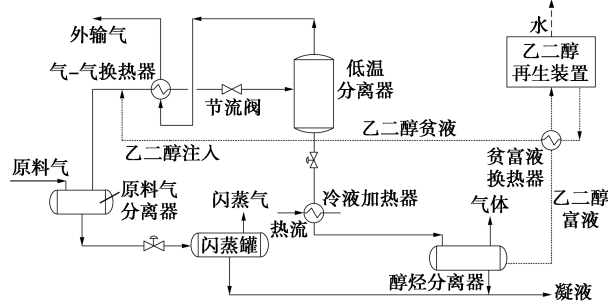 水
外输气
乙二醇
再生装置
气-气换热器
低温
分离器
节流阀
乙二醇贫液
乙二醇注入
贫富液
换热器
原料气
原料气
分离器
闪蒸气
冷液加热器
乙二醇
富液
气体
热流
闪蒸罐
醇烃分离器
凝液